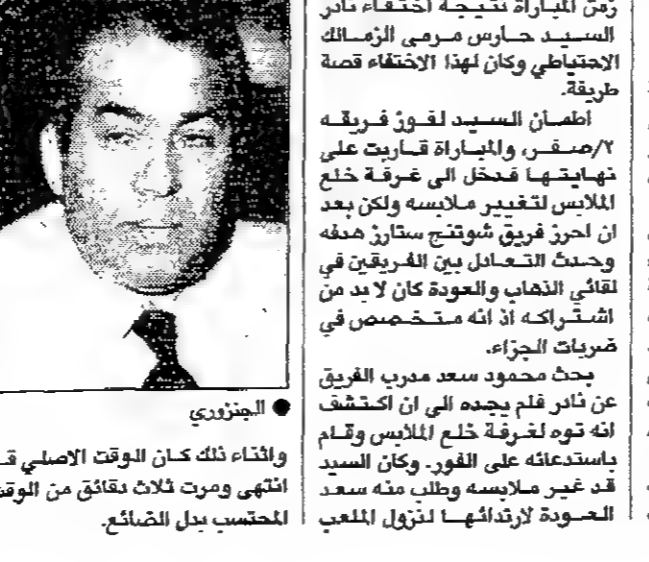 زمن المباراة نتيجة اختفاء نادر
السيد حارس مرمى الزمالك
الاحتياطي وكان لهذا الاختفاء قصة
طريفة.
اطمأن السيد لفوز فريقه
٢/صفر، والمباراة قاربت على
نهايتها فدخل الى غرفة خلع
الملابس لتغيير ملابسه ولكن بعد
ان احرز فريق شوتنج ستارز هدفه
وحدث التعادل بين الفريقين في
لقائي الذهاب والعودة كان لا بد من
اشتراكه اذ انه متخصص في
ضربات الجزاء.
بحث محمود سعد مدرب الفريق
عن نادر فلم يجده الى ان اكتشف
انه توه لغرفة خلع الملابس وقام
باستدعائه على الفور. وكان السيد
قد غير ملابسه وطلب منه سعد
العودة لارتدائها لنزول الملعب
● الجنزوري
واثناء ذلك كان الوقت الاصلي قد
انتهى ومرت ثلاث دقائق من الوقت
المحتسب بدل الضائع.